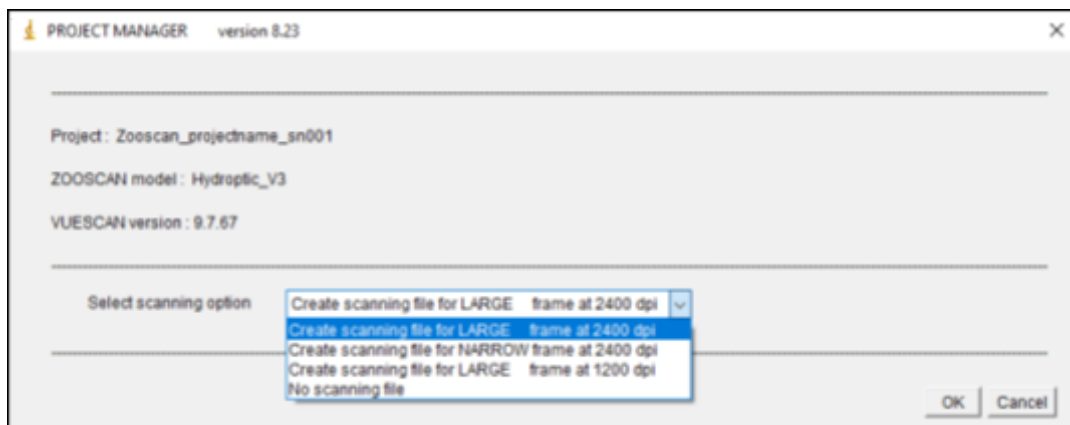 PROJECT MANAGER version 8.23
Project : Zooscan_projectname_sn001
ZOOSCAN model : Hydroptic_V3
VUESCAN version : 9.7.67
Select scanning option Create scanning file for LARGE frame at 2400 dpi
Create scanning file for LARGE frame at 2400 dpi
Create scanning file for NARROW frame at 2400 dpi
Create scanning file for LARGE frame at 1200 dpi
No scanning file
OK Cancel